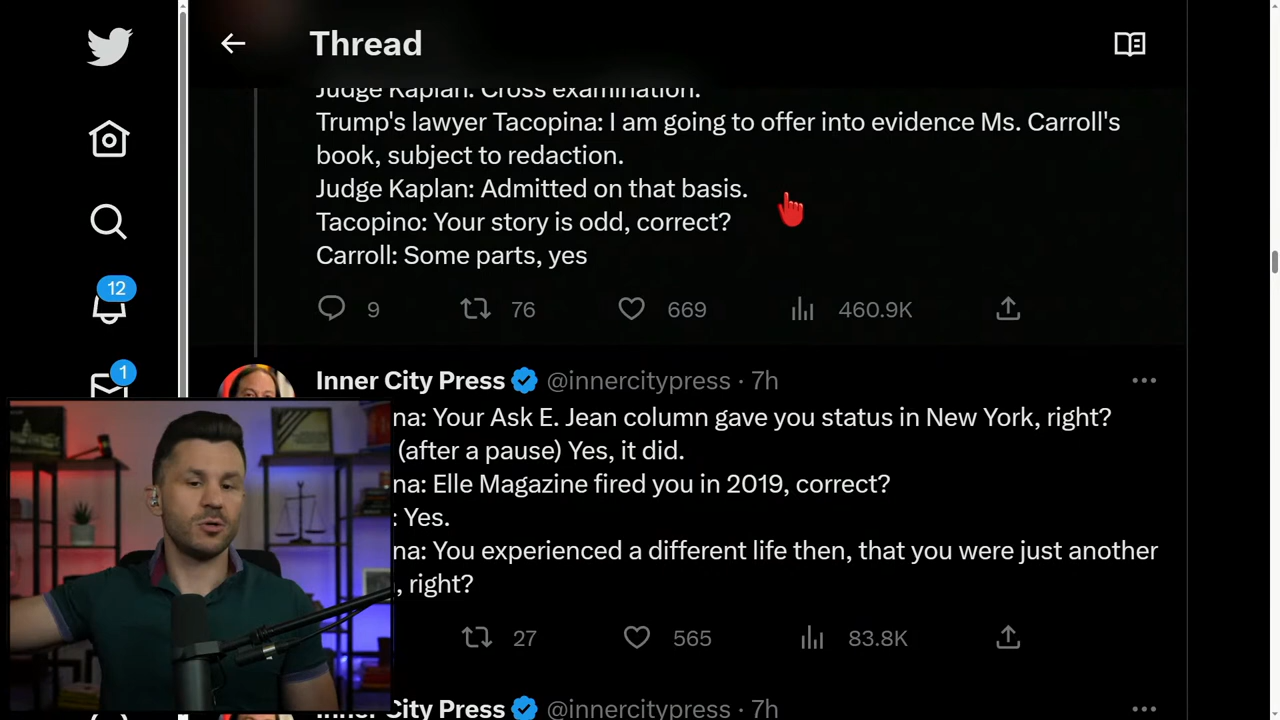 Thread
Judge Kaplan: Cross examination.
Trump's lawyer Tacopina: I am going to offer into evidence Ms. Carroll's
book, subject to redaction.
Judge Kaplan: Admitted on that basis.
Tacopino: Your story is odd, correct?
Carroll: Some parts, yes
9 76 669 460.9K
12
1
Inner City Press @innercitypress · 7h
na: Your Ask E. Jean column gave you status in New York, right?
(after a pause) Yes, it did.
na: Elle Magazine fired you in 2019, correct?
: Yes.
na: You experienced a different life then, that you were just another
, right?
27 565 83.8K
Inner City Press @innercitypress · 7h